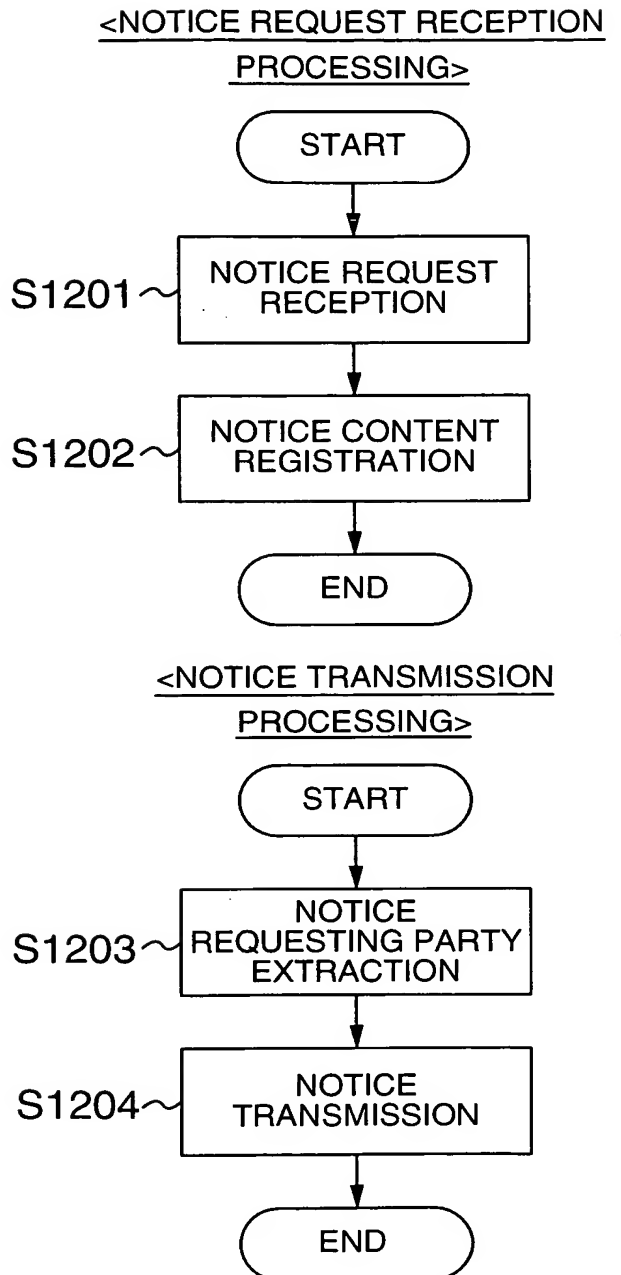 <NOTICE REQUEST RECEPTION
PROCESSING>
START
S1201
NOTICE REQUEST
RECEPTION
S1202
NOTICE CONTENT
REGISTRATION
END
<NOTICE TRANSMISSION
PROCESSING>
START
S1203
NOTICE
REQUESTING PARTY
EXTRACTION
S1204
NOTICE
TRANSMISSION
END